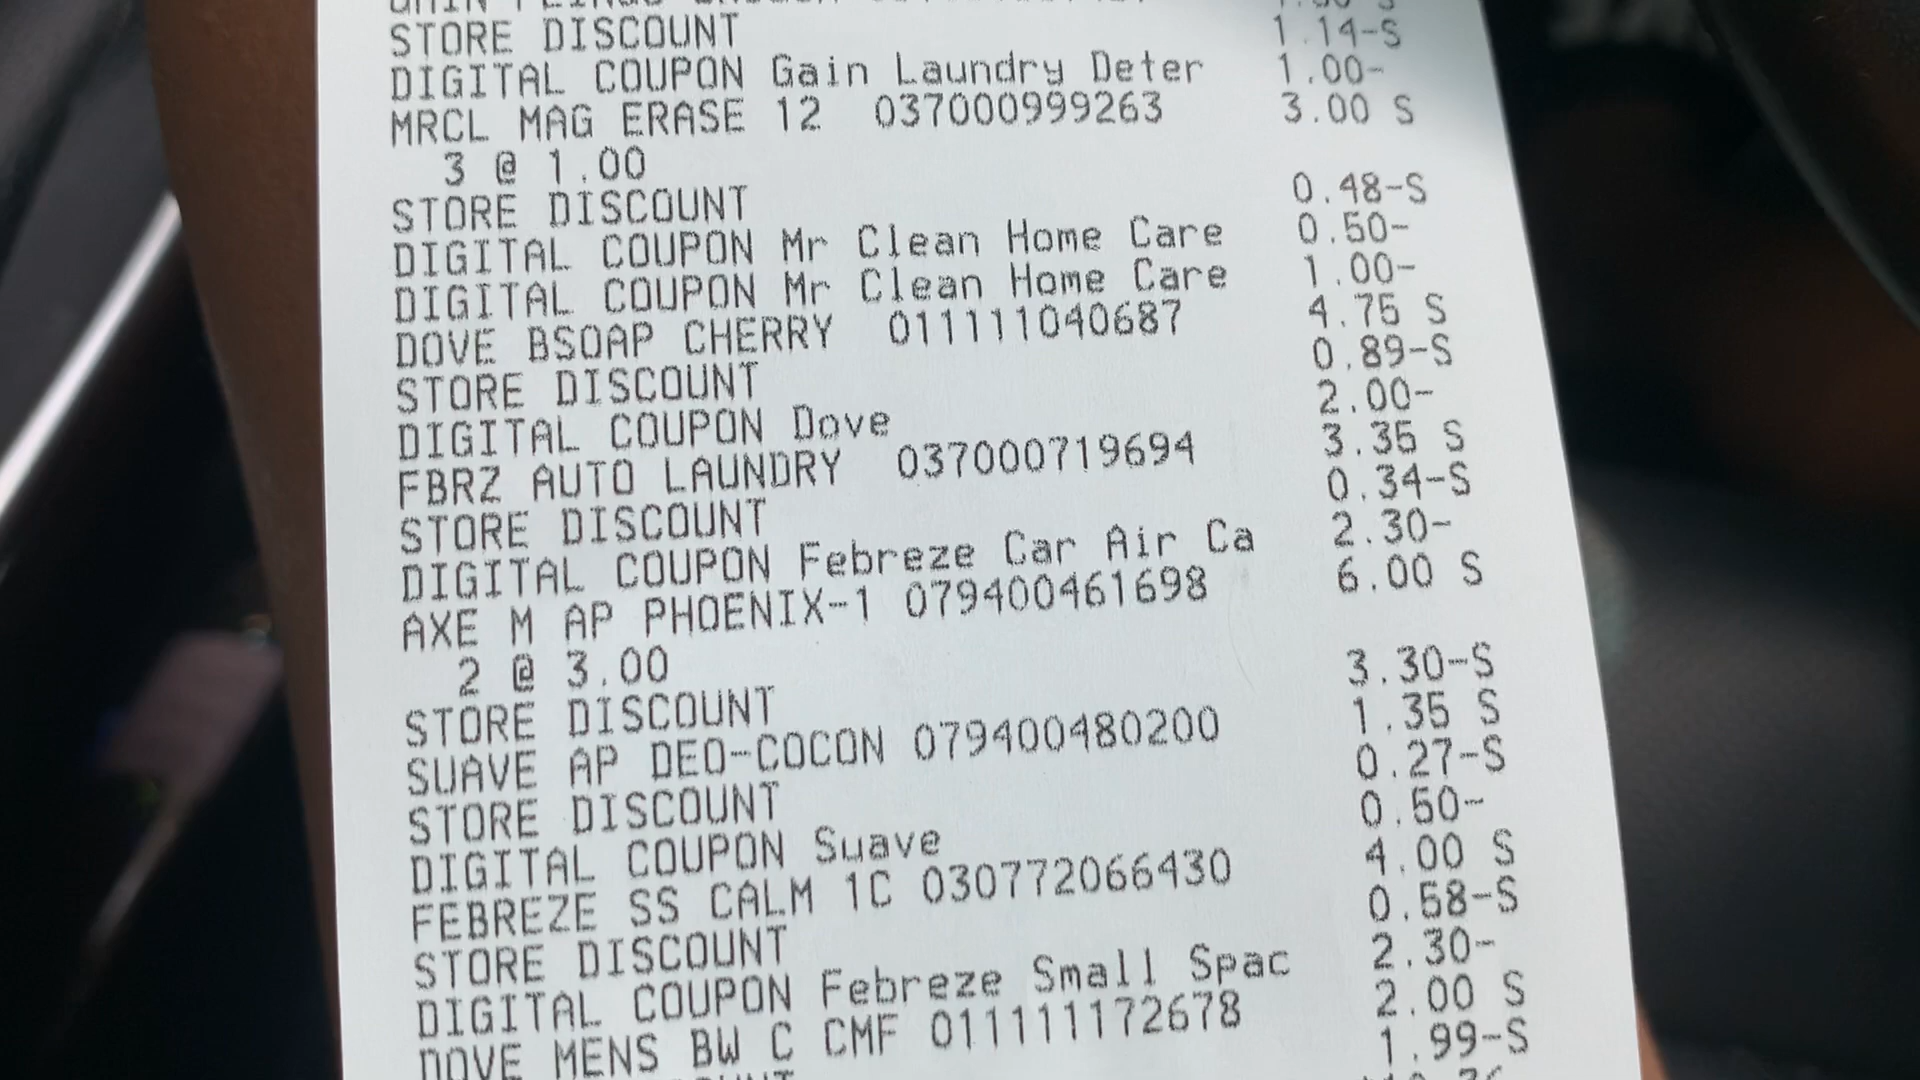 STORE DISCOUNT 1.14-S
DIGITAL COUPON Gain Laundry Deter 1.00-
MRCL MAG ERASE 12 037000999263 3.00 S
3 @ 1.00
STORE DISCOUNT 0.48-S
DIGITAL COUPON Mr Clean Home Care 0.50-
DIGITAL COUPON Mr Clean Home Care 1.00-
DOVE BSOAP CHERRY 011111040687 4.75 S
STORE DISCOUNT 0.89-S
DIGITAL COUPON Dove 2.00-
FBRZ AUTO LAUNDRY 037000719694 3.35 S
STORE DISCOUNT 0.34-S
DIGITAL COUPON Febreze Car Air Ca 2.30-
AXE M AP PHOENIX-1 079400461698 6.00 S
2 @ 3.00
STORE DISCOUNT 3.30-S
SUAVE AP DEO-COCON 079400480200 1.35 S
STORE DISCOUNT 0.27-S
DIGITAL COUPON Suave 0.50-
FEBREZE SS CALM 1C 030772066430 4.00 S
STORE DISCOUNT 0.58-S
DIGITAL COUPON Febreze Small Spac 2.30-
DOVE MENS BW C CMF 011111172678 2.00 S
1.99-S